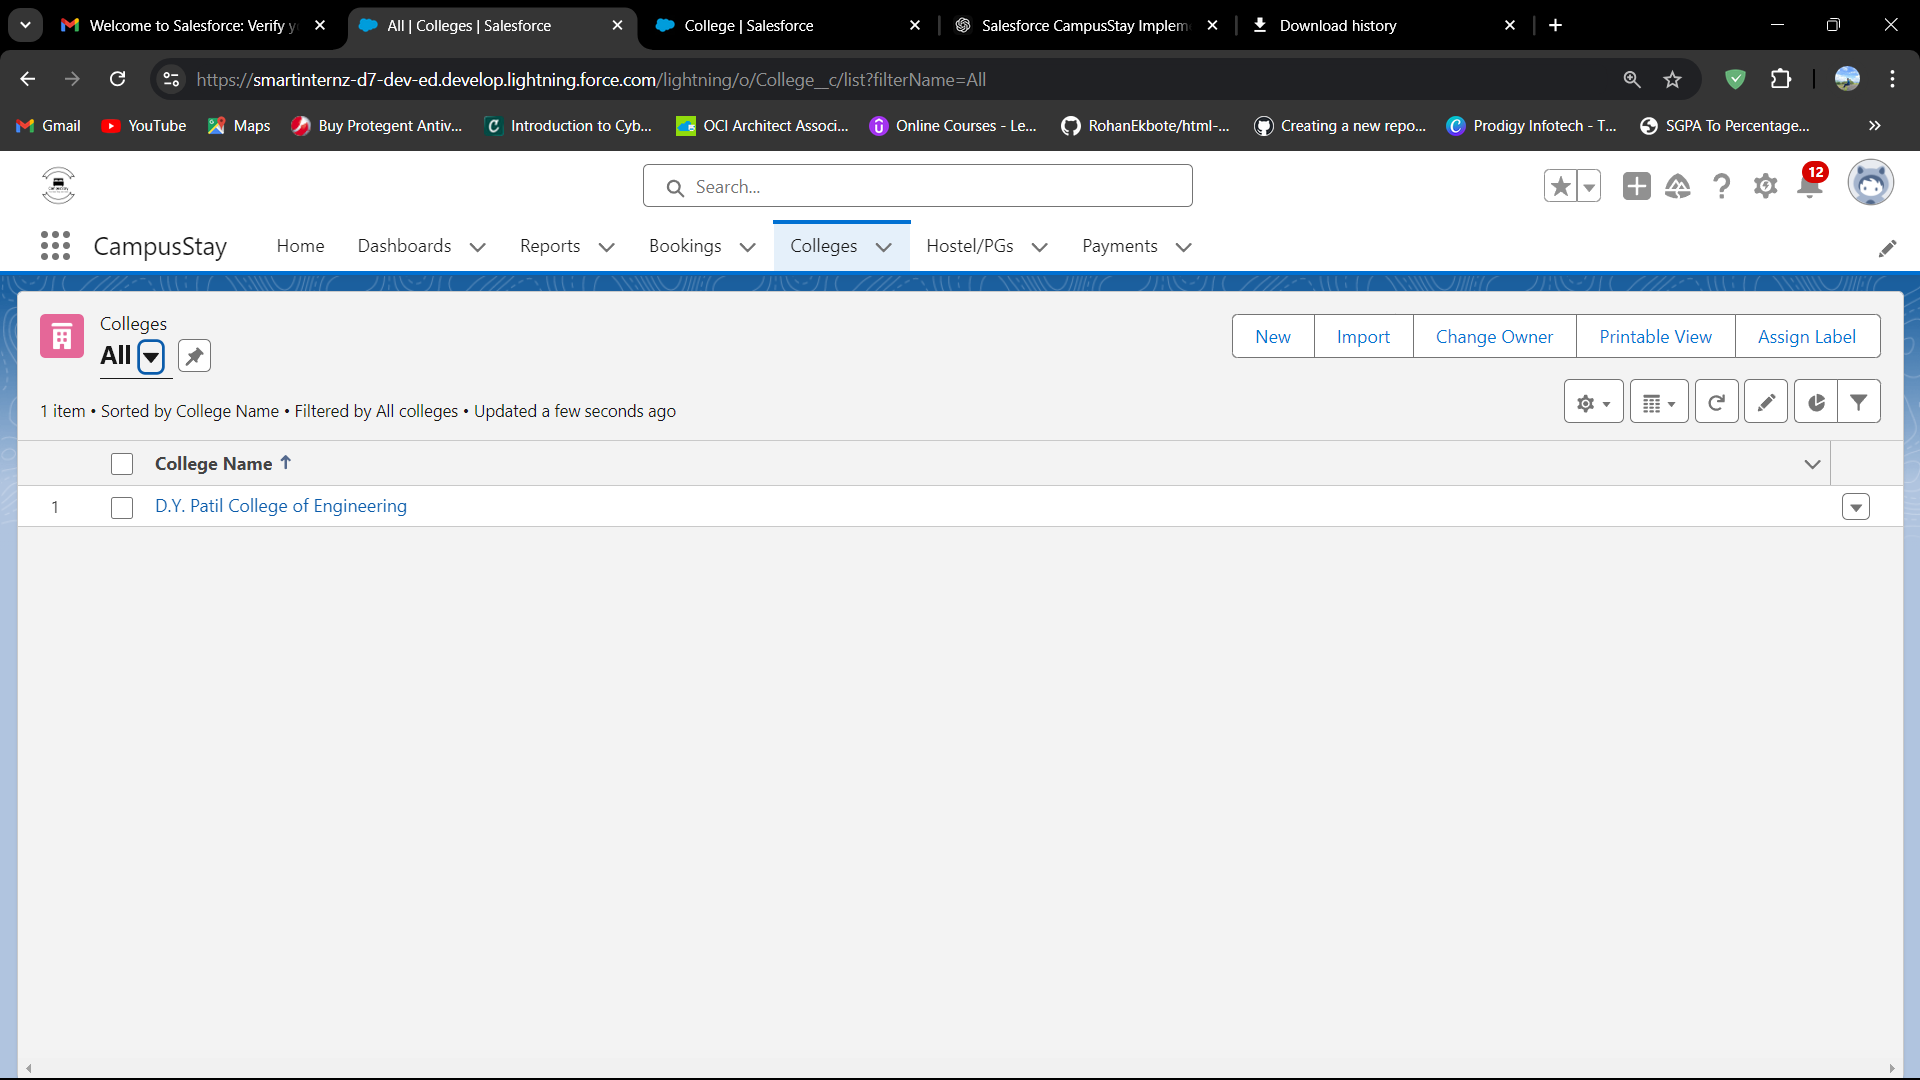 Welcome to Salesforce: Verify y
All | Colleges | Salesforce
College | Salesforce
Salesforce CampusStay Implem
Download history
https://smartinternz-d7-dev-ed.develop.lightning.force.com/lightning/o/College__c/list?filterName=All
Gmail
YouTube
Maps
Buy Protegent Antiv...
Introduction to Cyb...
OCI Architect Associ...
Online Courses - Le...
RohanEkbote/html-...
Creating a new repo...
Prodigy Infotech - T...
SGPA To Percentage...
Search...
12
CampusStay
Home
Dashboards
Reports
Bookings
Colleges
Hostel/PGs
Payments
Colleges
All
New
Import
Change Owner
Printable View
Assign Label
1 item • Sorted by College Name • Filtered by All colleges • Updated a few seconds ago
College Name ↑
1
D.Y. Patil College of Engineering